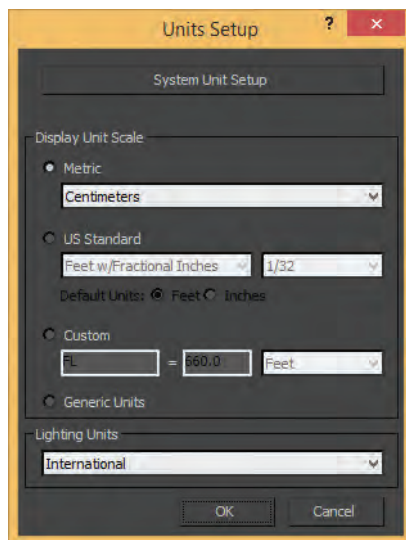 Units Setup ?
System Unit Setup
Display Unit Scale
Metric
Centimeters
US Standard
Feet w/Fractional Inches 1/32
Default Units: Feet Inches
Custom
FL = 660.0 Feet
Generic Units
Lighting Units
International
OK Cancel